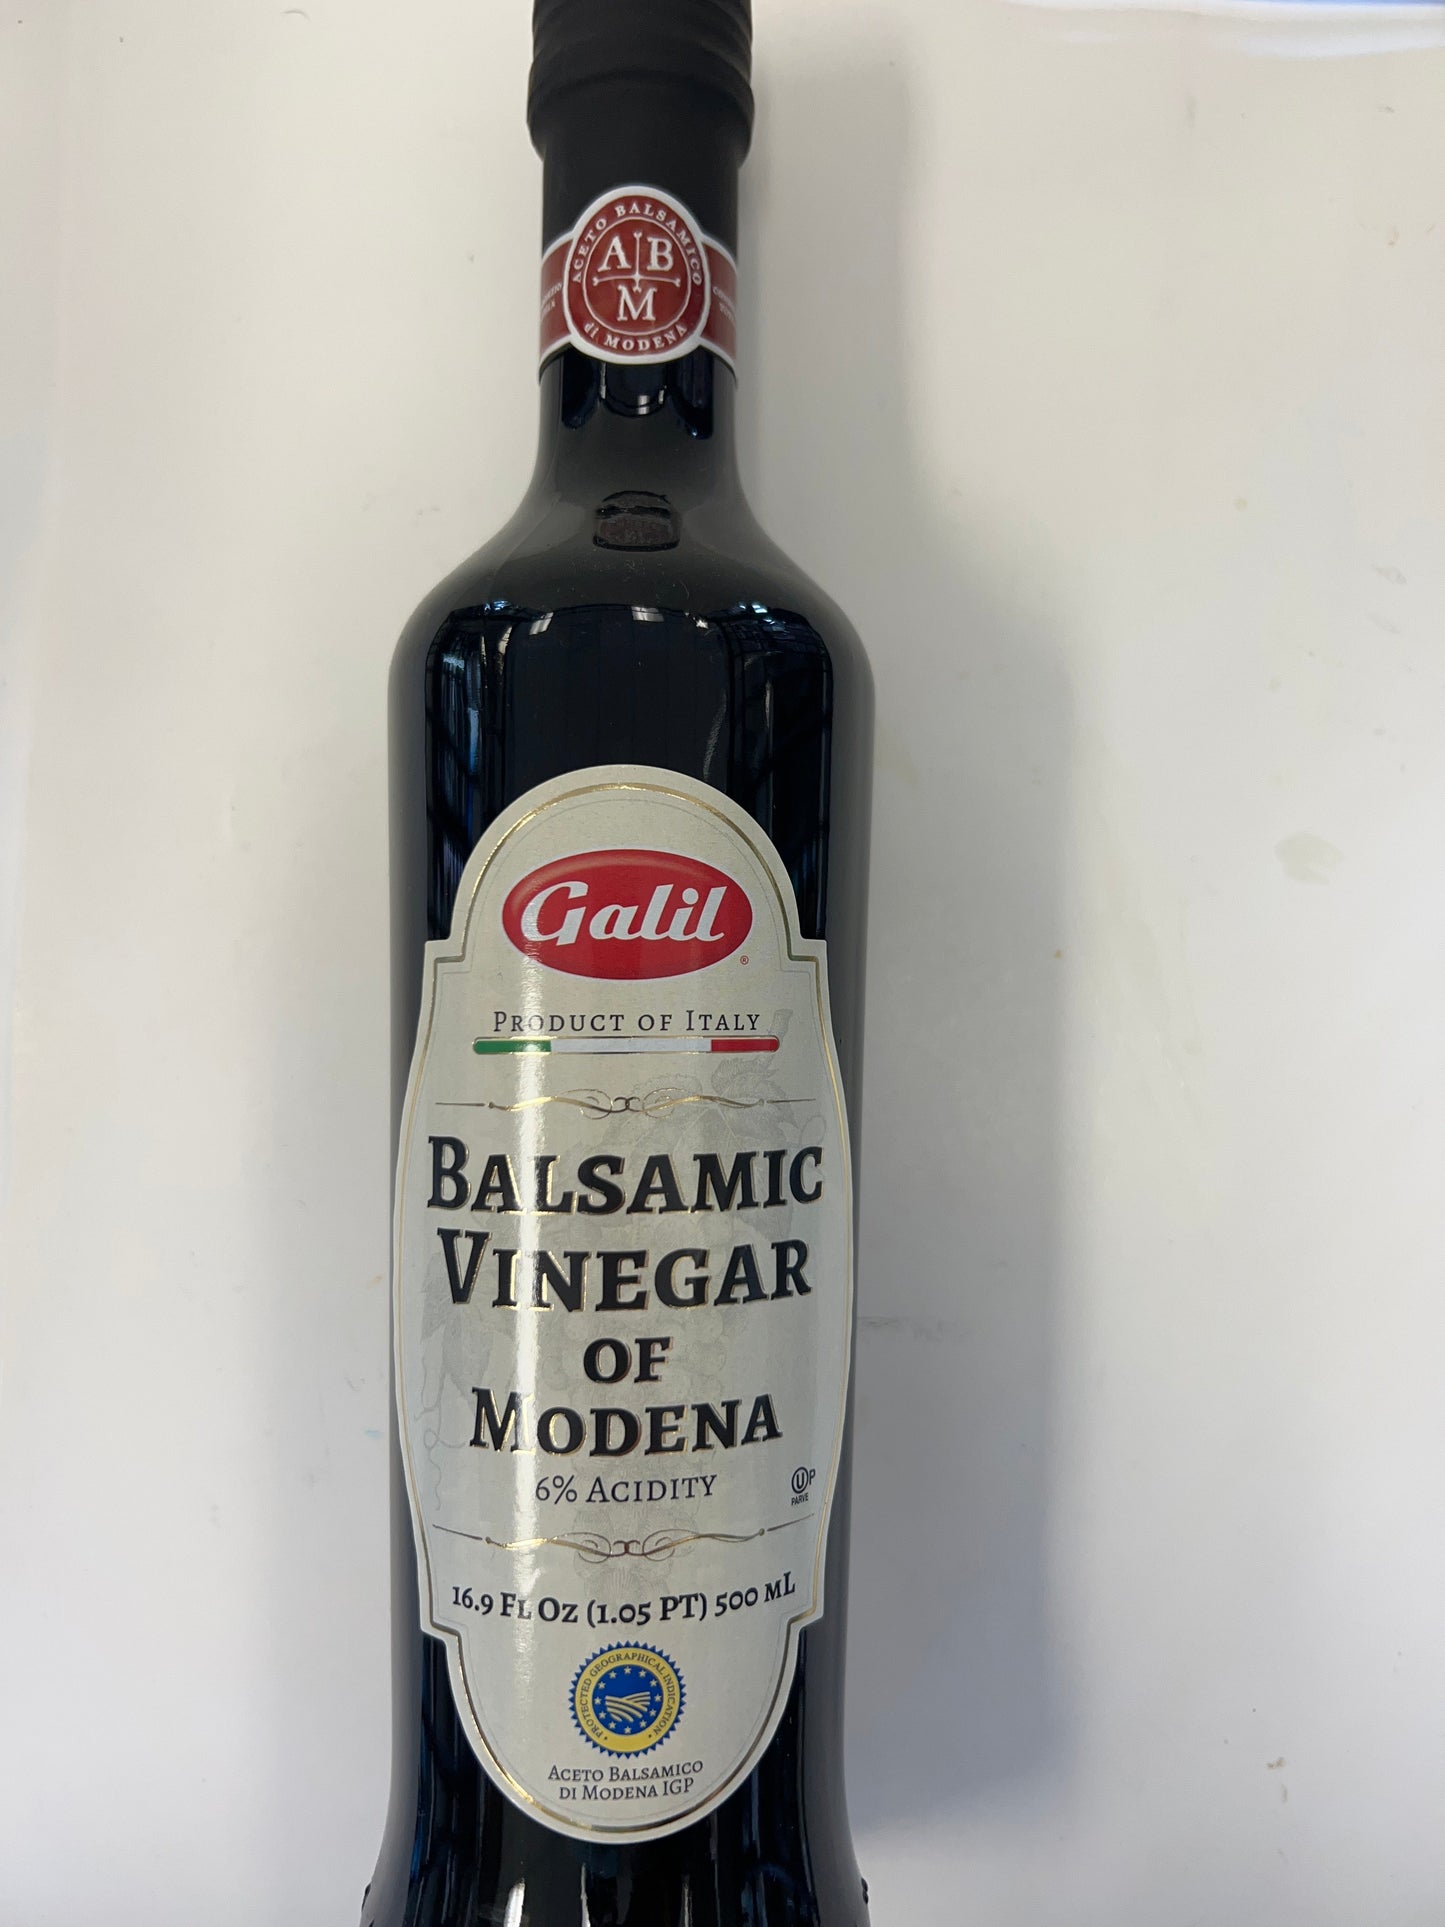 ACETO BALSAMICO
A B
M
di MODENA
Galil
®
PRODUCT OF ITALY
BALSAMIC
VINEGAR
OF
MODENA
6% ACIDITY
U P
PARVE
16.9 FL OZ (1.05 PT) 500 mL
PROTECTED GEOGRAPHICAL INDICATION
ACETO BALSAMICO
DI MODENA IGP